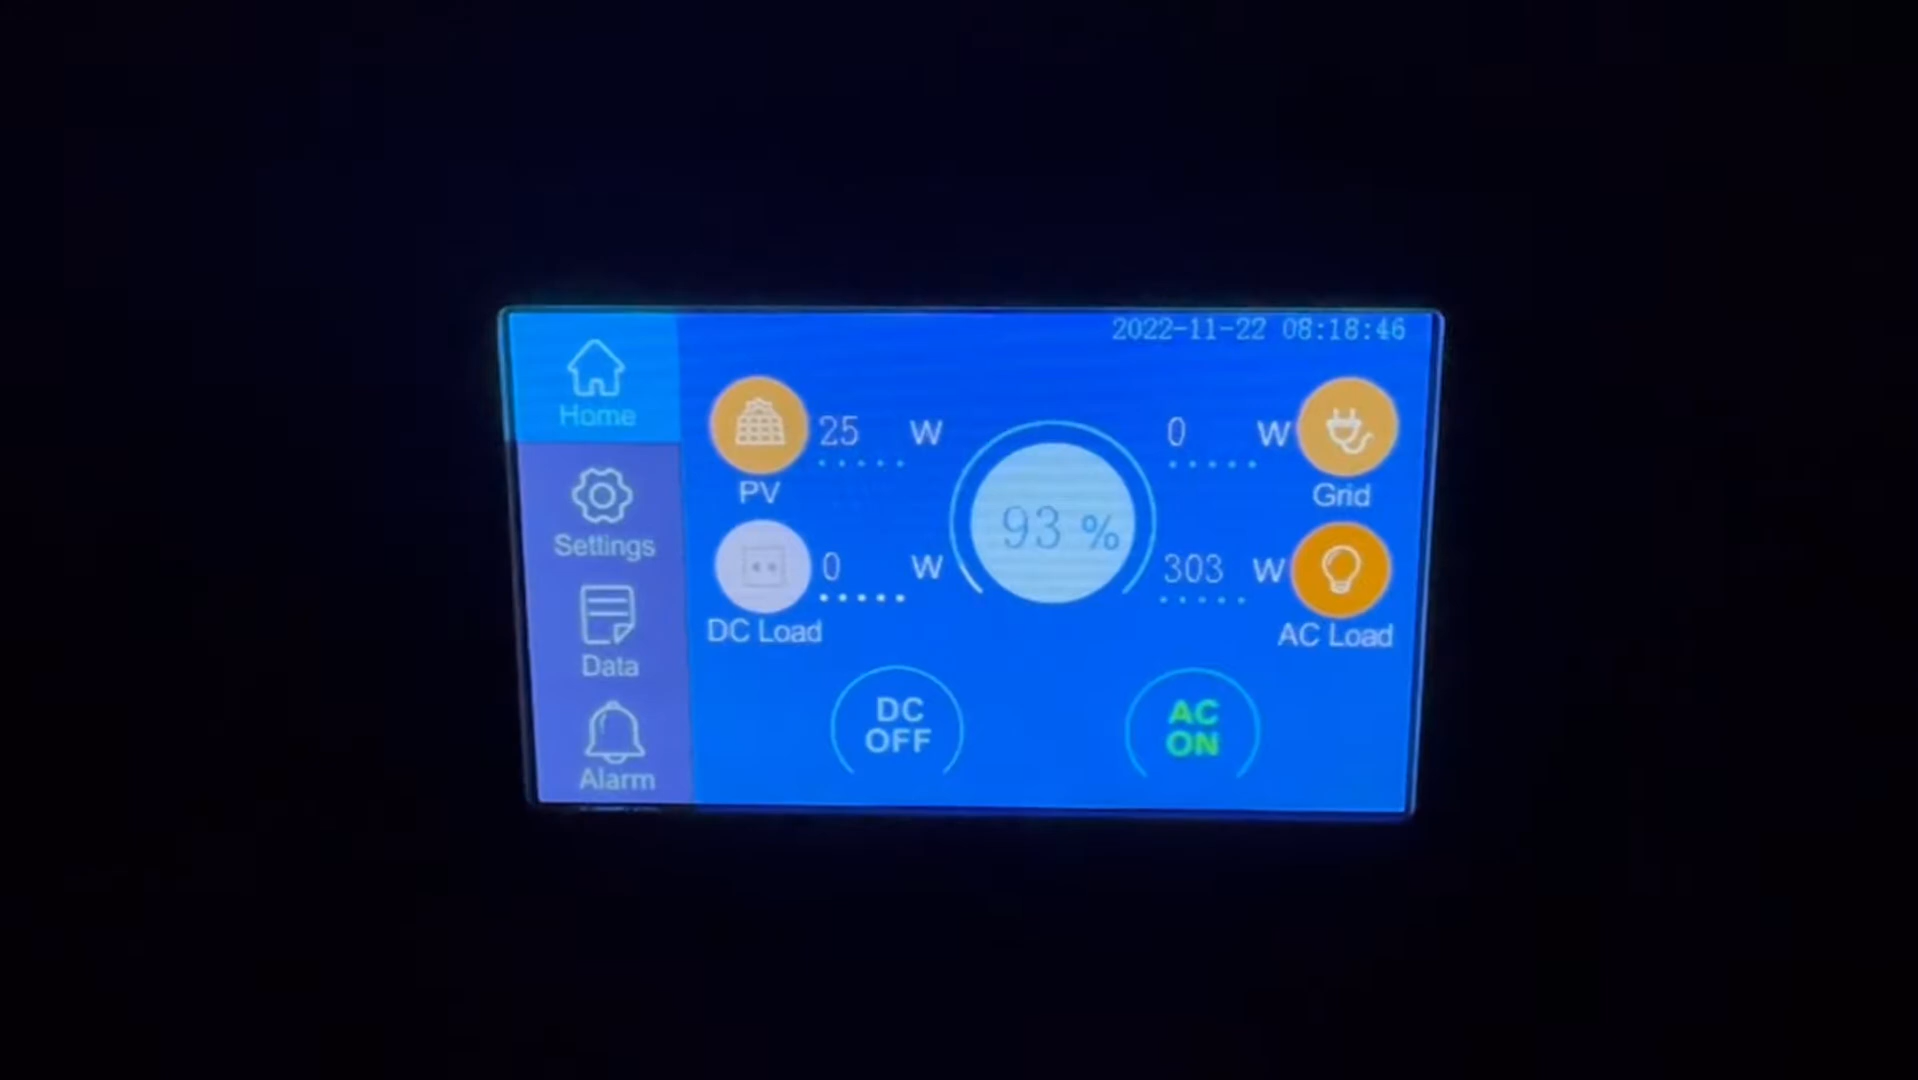 2022-11-22 08:18:46
Home
Settings
Data
Alarm
25 W
PV
0 W
DC Load
93 %
0 W
Grid
303 W
AC Load
DC
OFF
AC
ON